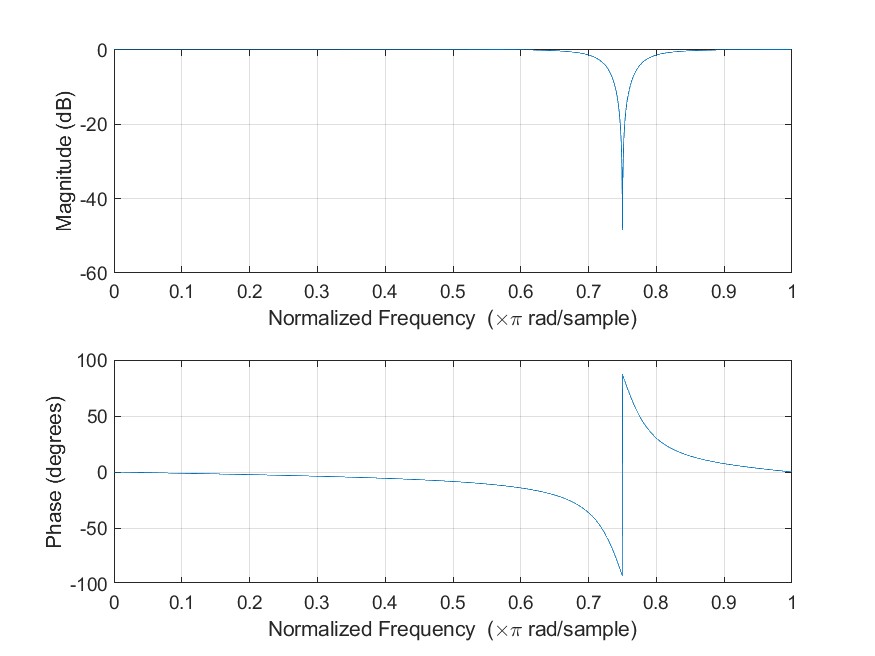 0
-20
-40
-60
Magnitude (dB)
0 0.1 0.2 0.3 0.4 0.5 0.6 0.7 0.8 0.9 1
Normalized Frequency (×π rad/sample)
100
50
0
-50
-100
Phase (degrees)
0 0.1 0.2 0.3 0.4 0.5 0.6 0.7 0.8 0.9 1
Normalized Frequency (×π rad/sample)